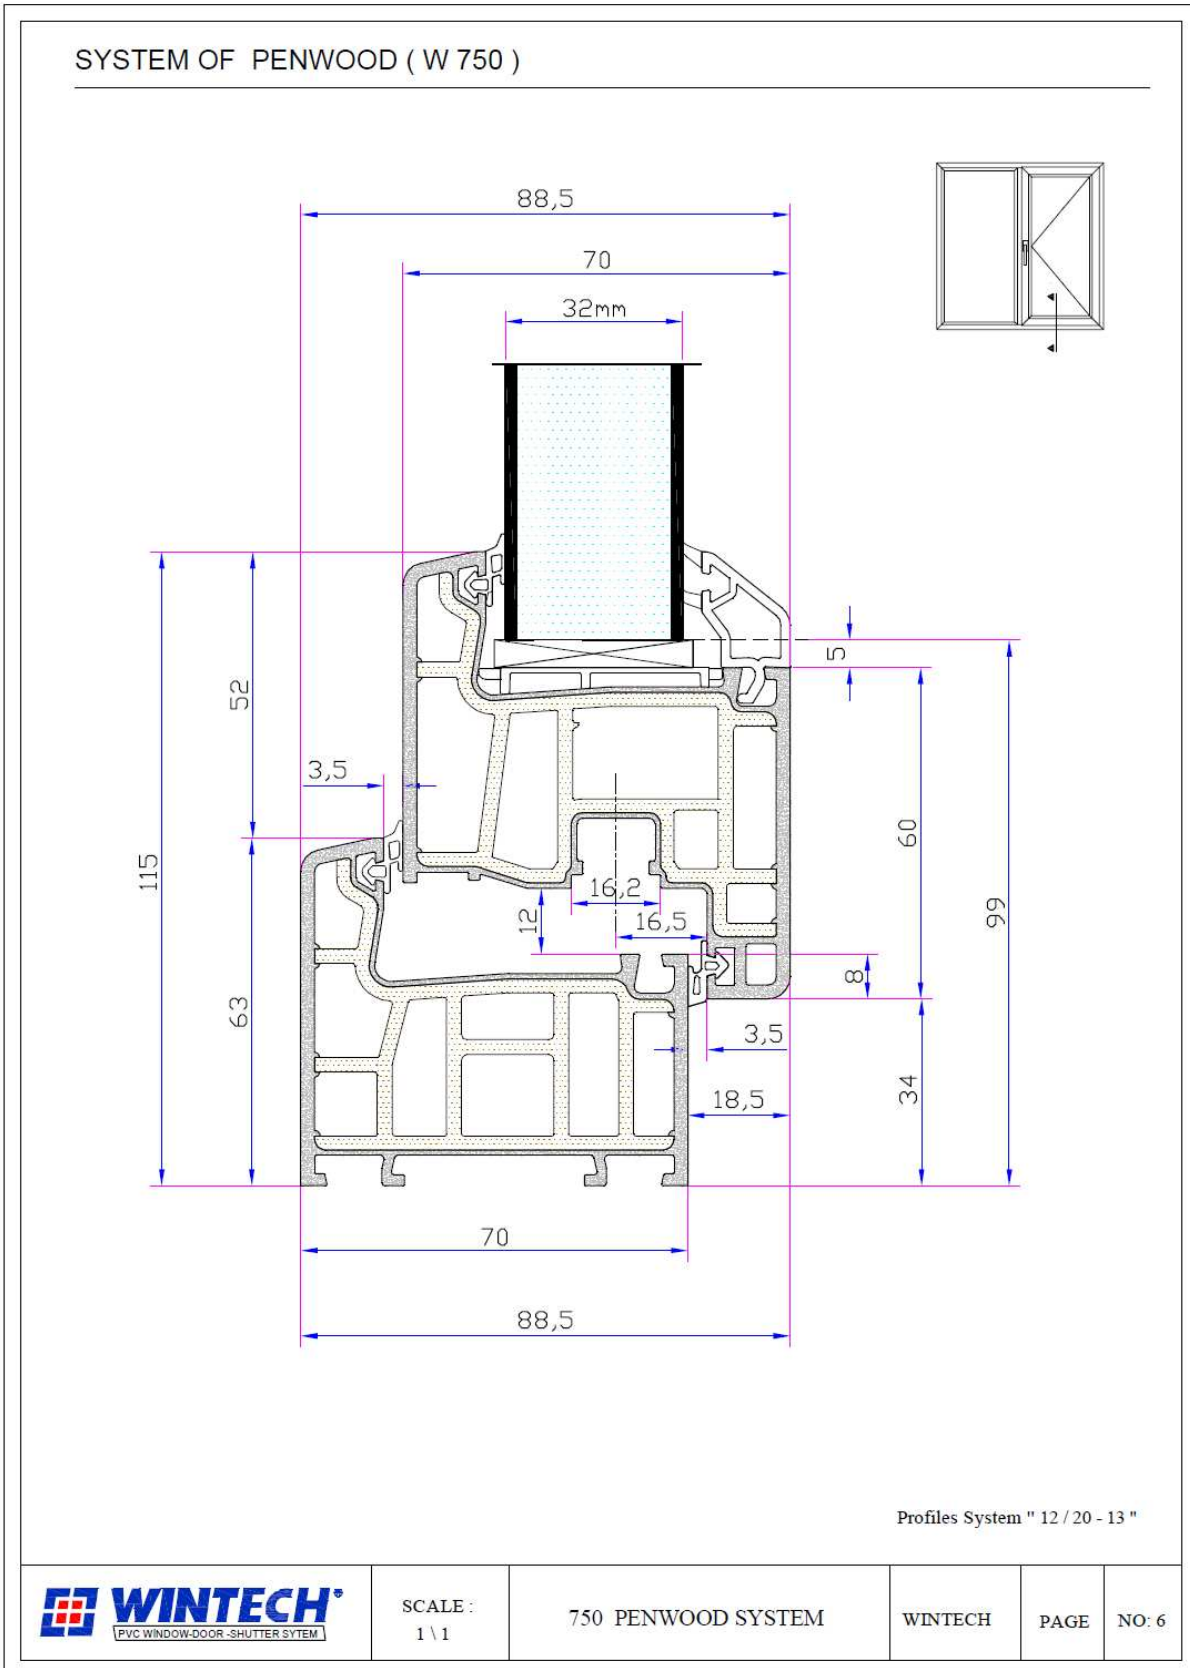 SYSTEM OF PENWOOD ( W 750 )
88,5
70
32mm
5
52
3,5
115
60
16,2
12
16,5
99
8
63
3,5
34
18,5
70
88,5
Profiles System " 12 / 20 - 13 "
WINTECH
PVC WINDOW-DOOR -SHUTTER SYTEM
SCALE :
1 \ 1
750 PENWOOD SYSTEM
WINTECH
PAGE
NO: 6